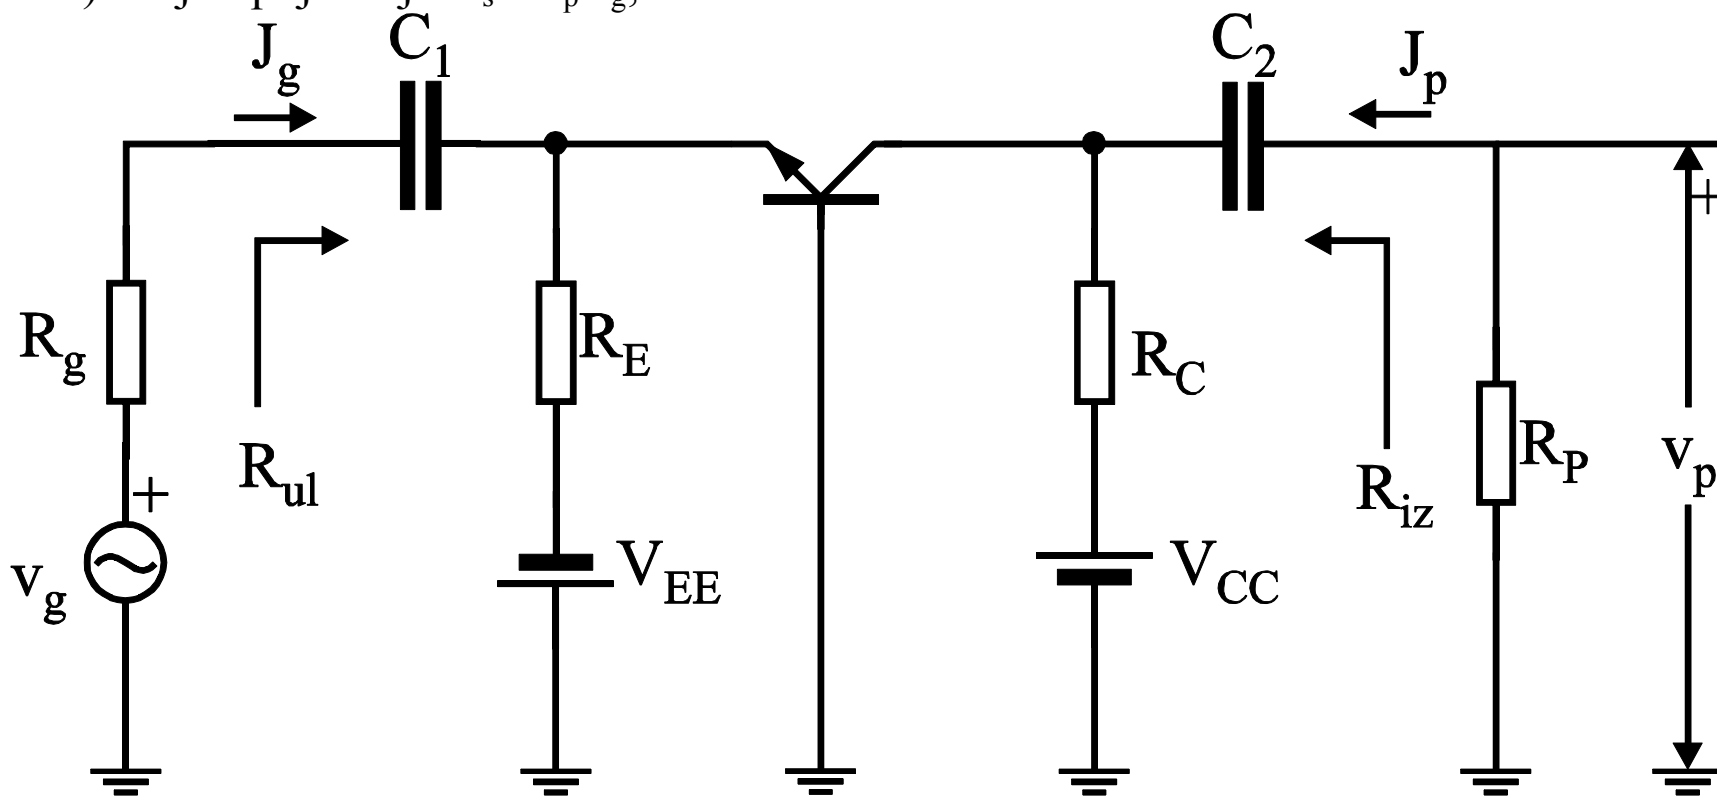 J_g
C_1
C_2
J_p
+
R_g
R_E
R_C
R_P
v_p
R_ul
R_iz
+
v_g
V_EE
V_CC